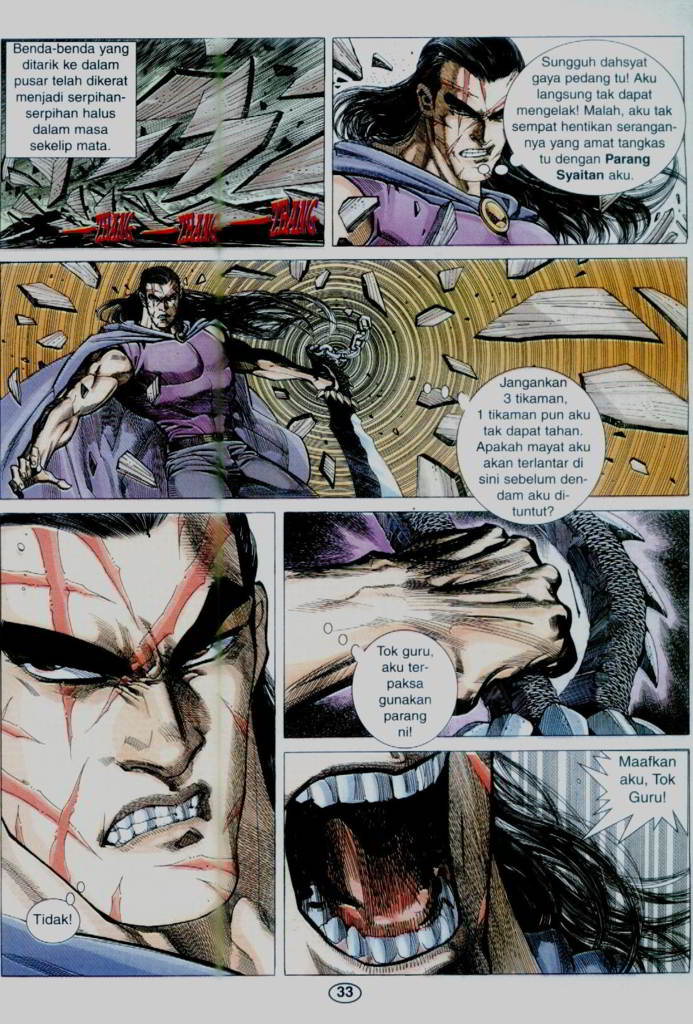 Benda-benda yang
ditarik ke dalam
pusar telah dikerat
menjadi serpihan-
serpihan halus
dalam masa
sekelip mata.
TRANG
TRANG
TRANG
Sungguh dahsyat
gaya pedang tu! Aku
langsung tak dapat
mengelak! Malah, aku tak
sempat hentikan serangan-
nya yang amat tangkas
tu dengan Parang
Syaitan aku.
Jangankan
3 tikaman,
1 tikaman pun aku
tak dapat tahan.
Apakah mayat aku
akan terlantar di
sini sebelum den-
dam aku di-
tuntut?
Tidak!
Tok guru,
aku ter-
paksa
gunakan
parang
ni!
Maafkan
aku, Tok
Guru!
33